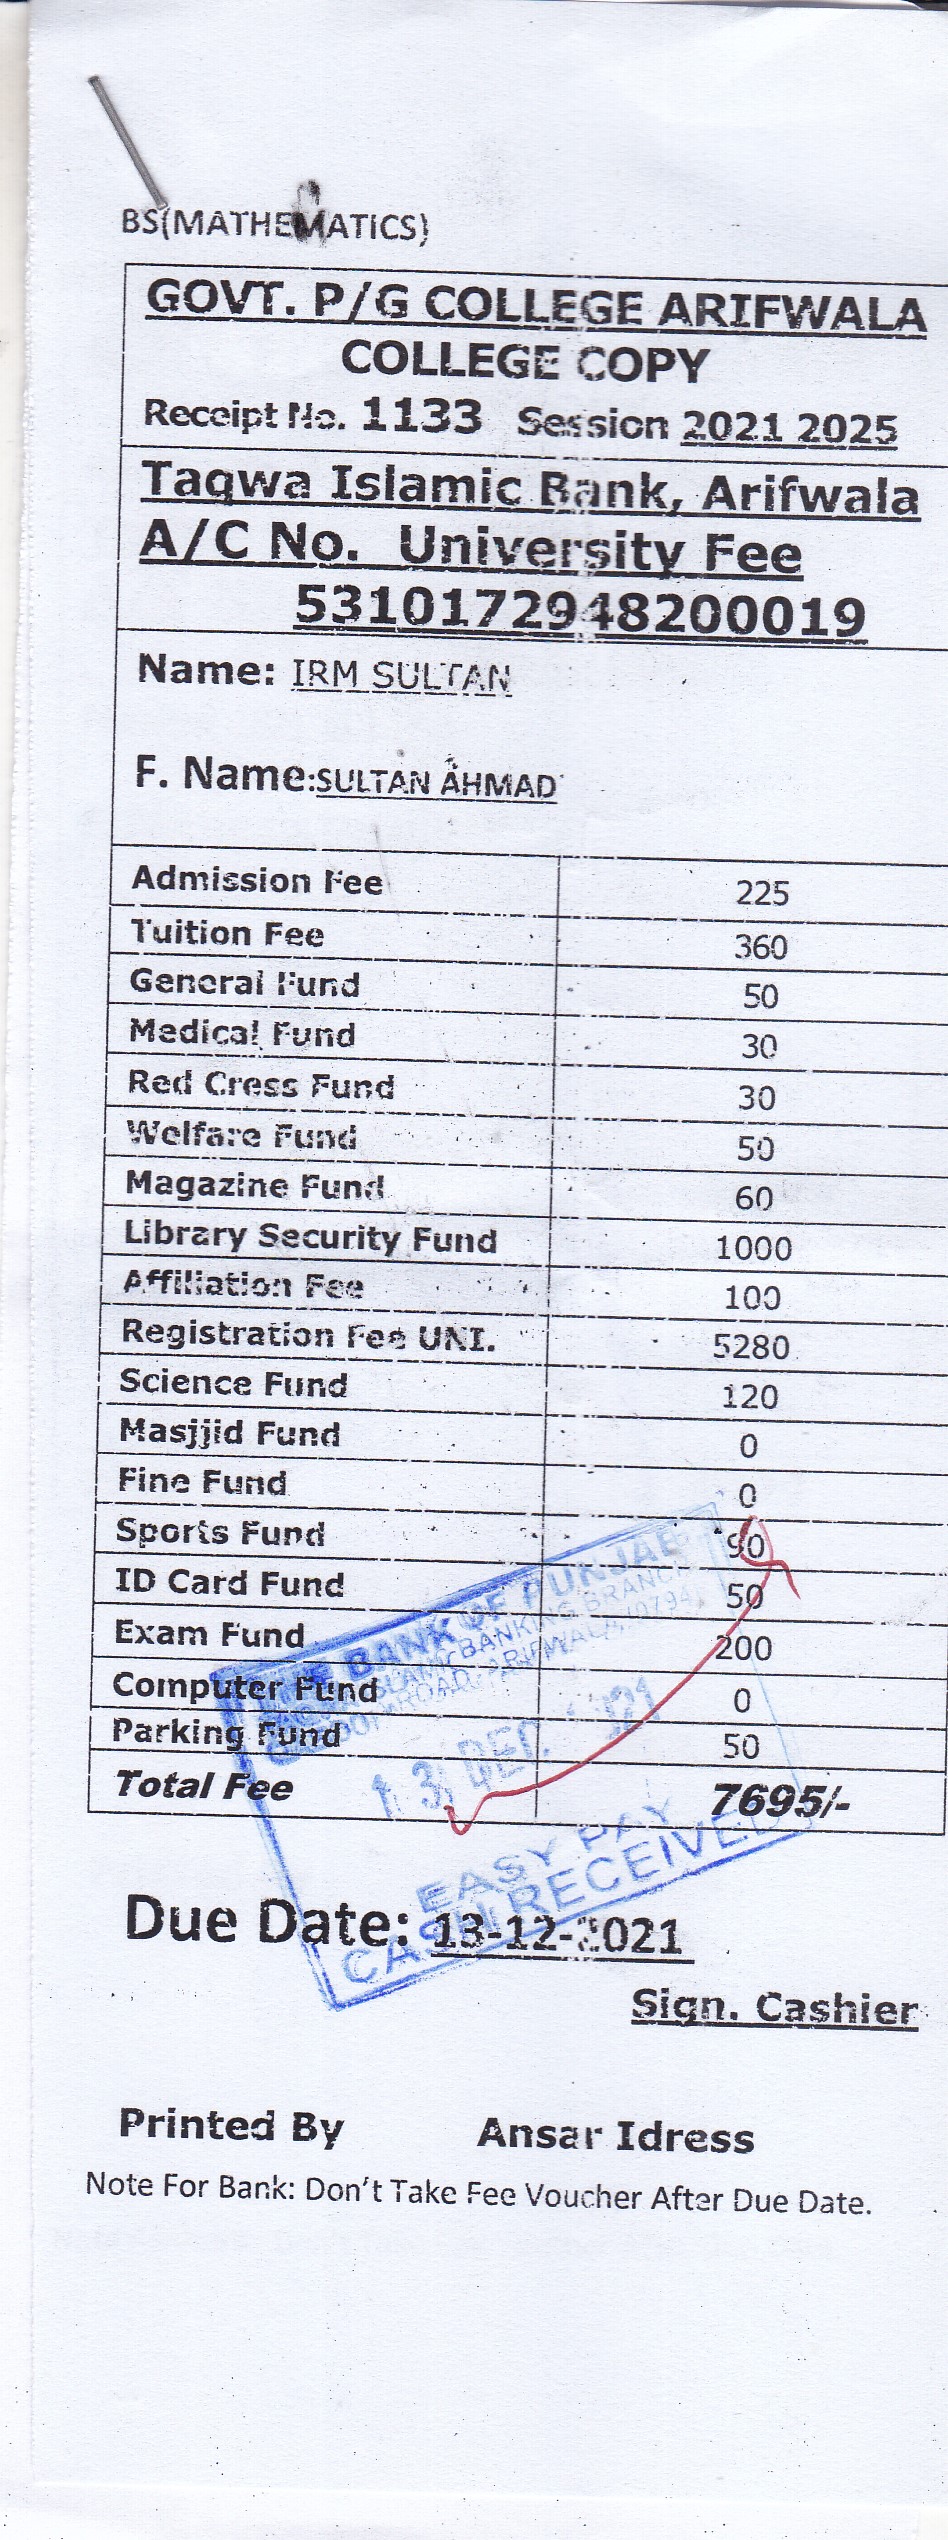 BS(MATHEMATICS)
GOVT. P/G COLLEGE ARIFWALA
COLLEGE COPY
Receipt No. 1133 Session 2021 2025
Taqwa Islamic Bank, Arifwala
A/C No. University Fee
5310172948200019
Name: IRM SULTAN
F. Name:SULTAN AHMAD
Admission Fee 225
Tuition Fee 360
General Fund 50
Medical Fund 30
Red Cress Fund 30
Welfare Fund 50
Magazine Fund 60
Library Security Fund 1000
Affiliation Fee 100
Registration Fee UNI. 5280
Science Fund 120
Masjjid Fund 0
Fine Fund 0
Sports Fund 90
ID Card Fund 50
Exam Fund 200
Computer Fund 0
Parking Fund 50
Total Fee 7695/-
THE BANK OF PUNJAB
BANKING BRANCH
ROAD, ARIFWALA (0794)
13 DEC 2021
EASY PAY
CASH RECEIVED
Due Date: 13-12-2021
Sign. Cashier
Printed By Ansar Idress
Note For Bank: Don't Take Fee Voucher After Due Date.